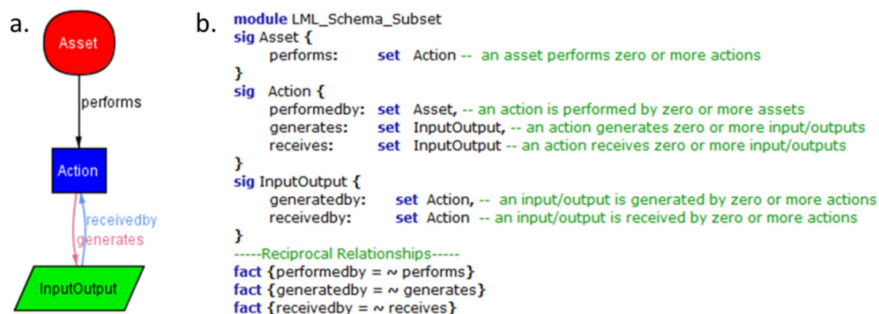 a.
Asset
performs
Action
receivedby
generates
InputOutput
b.
module LML_Schema_Subset
sig Asset {
performs: set Action -- an asset performs zero or more actions
}
sig Action {
performedby: set Asset, -- an action is performed by zero or more assets
generates: set InputOutput, -- an action generates zero or more input/outputs
receives: set InputOutput -- an action receives zero or more input/outputs
}
sig InputOutput {
generatedby: set Action, -- an input/output is generated by zero or more actions
receivedby: set Action -- an input/output is received by zero or more actions
}
-----Reciprocal Relationships-----
fact {performedby = ~ performs}
fact {generatedby = ~ generates}
fact {receivedby = ~ receives}